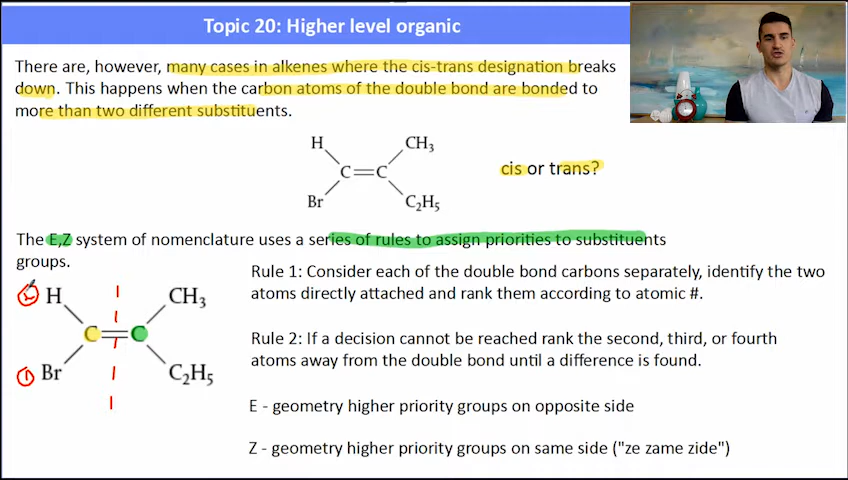 Topic 20: Higher level organic
There are, however, many cases in alkenes where the cis-trans designation breaks
down. This happens when the carbon atoms of the double bond are bonded to
more than two different substituents.
H CH₃
C=C cis or trans?
Br C₂H₅
The E,Z system of nomenclature uses a series of rules to assign priorities to substituents
groups.
Rule 1: Consider each of the double bond carbons separately, identify the two
atoms directly attached and rank them according to atomic #.
2 H CH₃
C=C
1 Br C₂H₅
Rule 2: If a decision cannot be reached rank the second, third, or fourth
atoms away from the double bond until a difference is found.
E - geometry higher priority groups on opposite side
Z - geometry higher priority groups on same side ("ze zame zide")